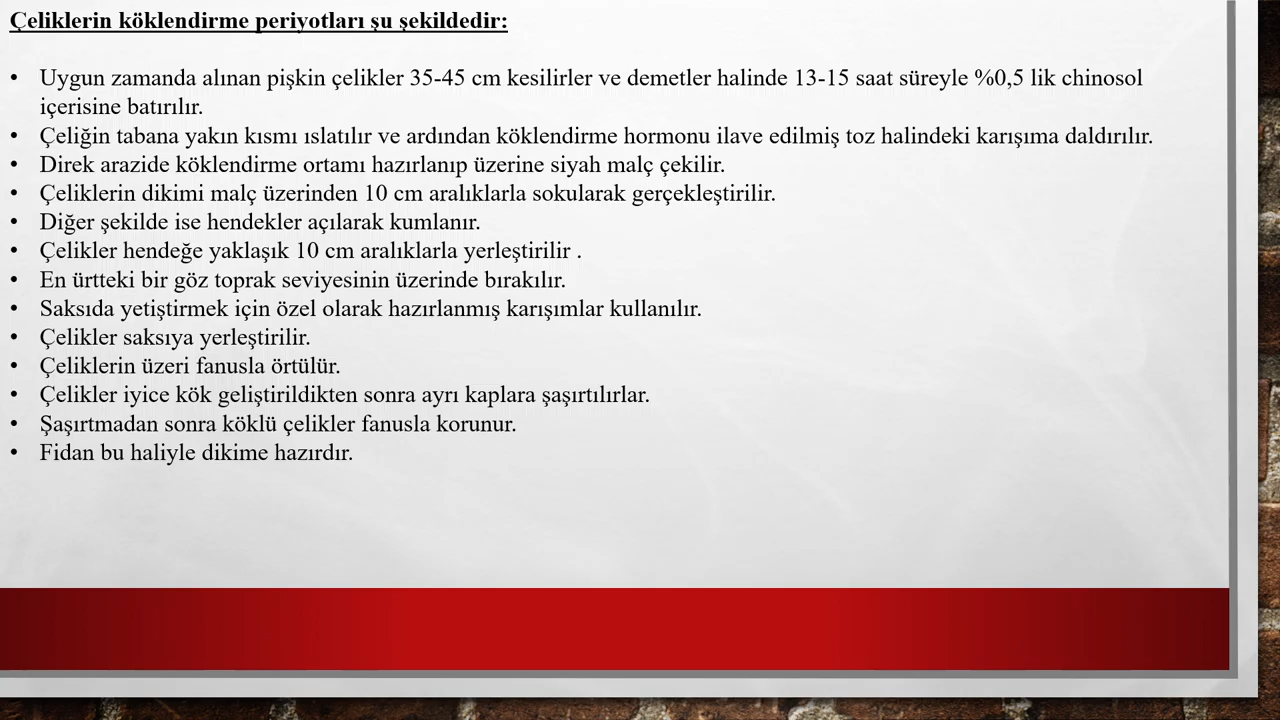 Çeliklerin köklendirme periyotları şu şekildedir:
• Uygun zamanda alınan pişkin çelikler 35-45 cm kesilirler ve demetler halinde 13-15 saat süreyle %0,5 lik chinosol
içerisine batırılır.
• Çeliğin tabana yakın kısmı ıslatılır ve ardından köklendirme hormonu ilave edilmiş toz halindeki karışıma daldırılır.
• Direk arazide köklendirme ortamı hazırlanıp üzerine siyah malç çekilir.
• Çeliklerin dikimi malç üzerinden 10 cm aralıklarla sokularak gerçekleştirilir.
• Diğer şekilde ise hendekler açılarak kumlanır.
• Çelikler hendeğe yaklaşık 10 cm aralıklarla yerleştirilir .
• En ürtteki bir göz toprak seviyesinin üzerinde bırakılır.
• Saksıda yetiştirmek için özel olarak hazırlanmış karışımlar kullanılır.
• Çelikler saksıya yerleştirilir.
• Çeliklerin üzeri fanusla örtülür.
• Çelikler iyice kök geliştirildikten sonra ayrı kaplara şaşırtılırlar.
• Şaşırtmadan sonra köklü çelikler fanusla korunur.
• Fidan bu haliyle dikime hazırdır.